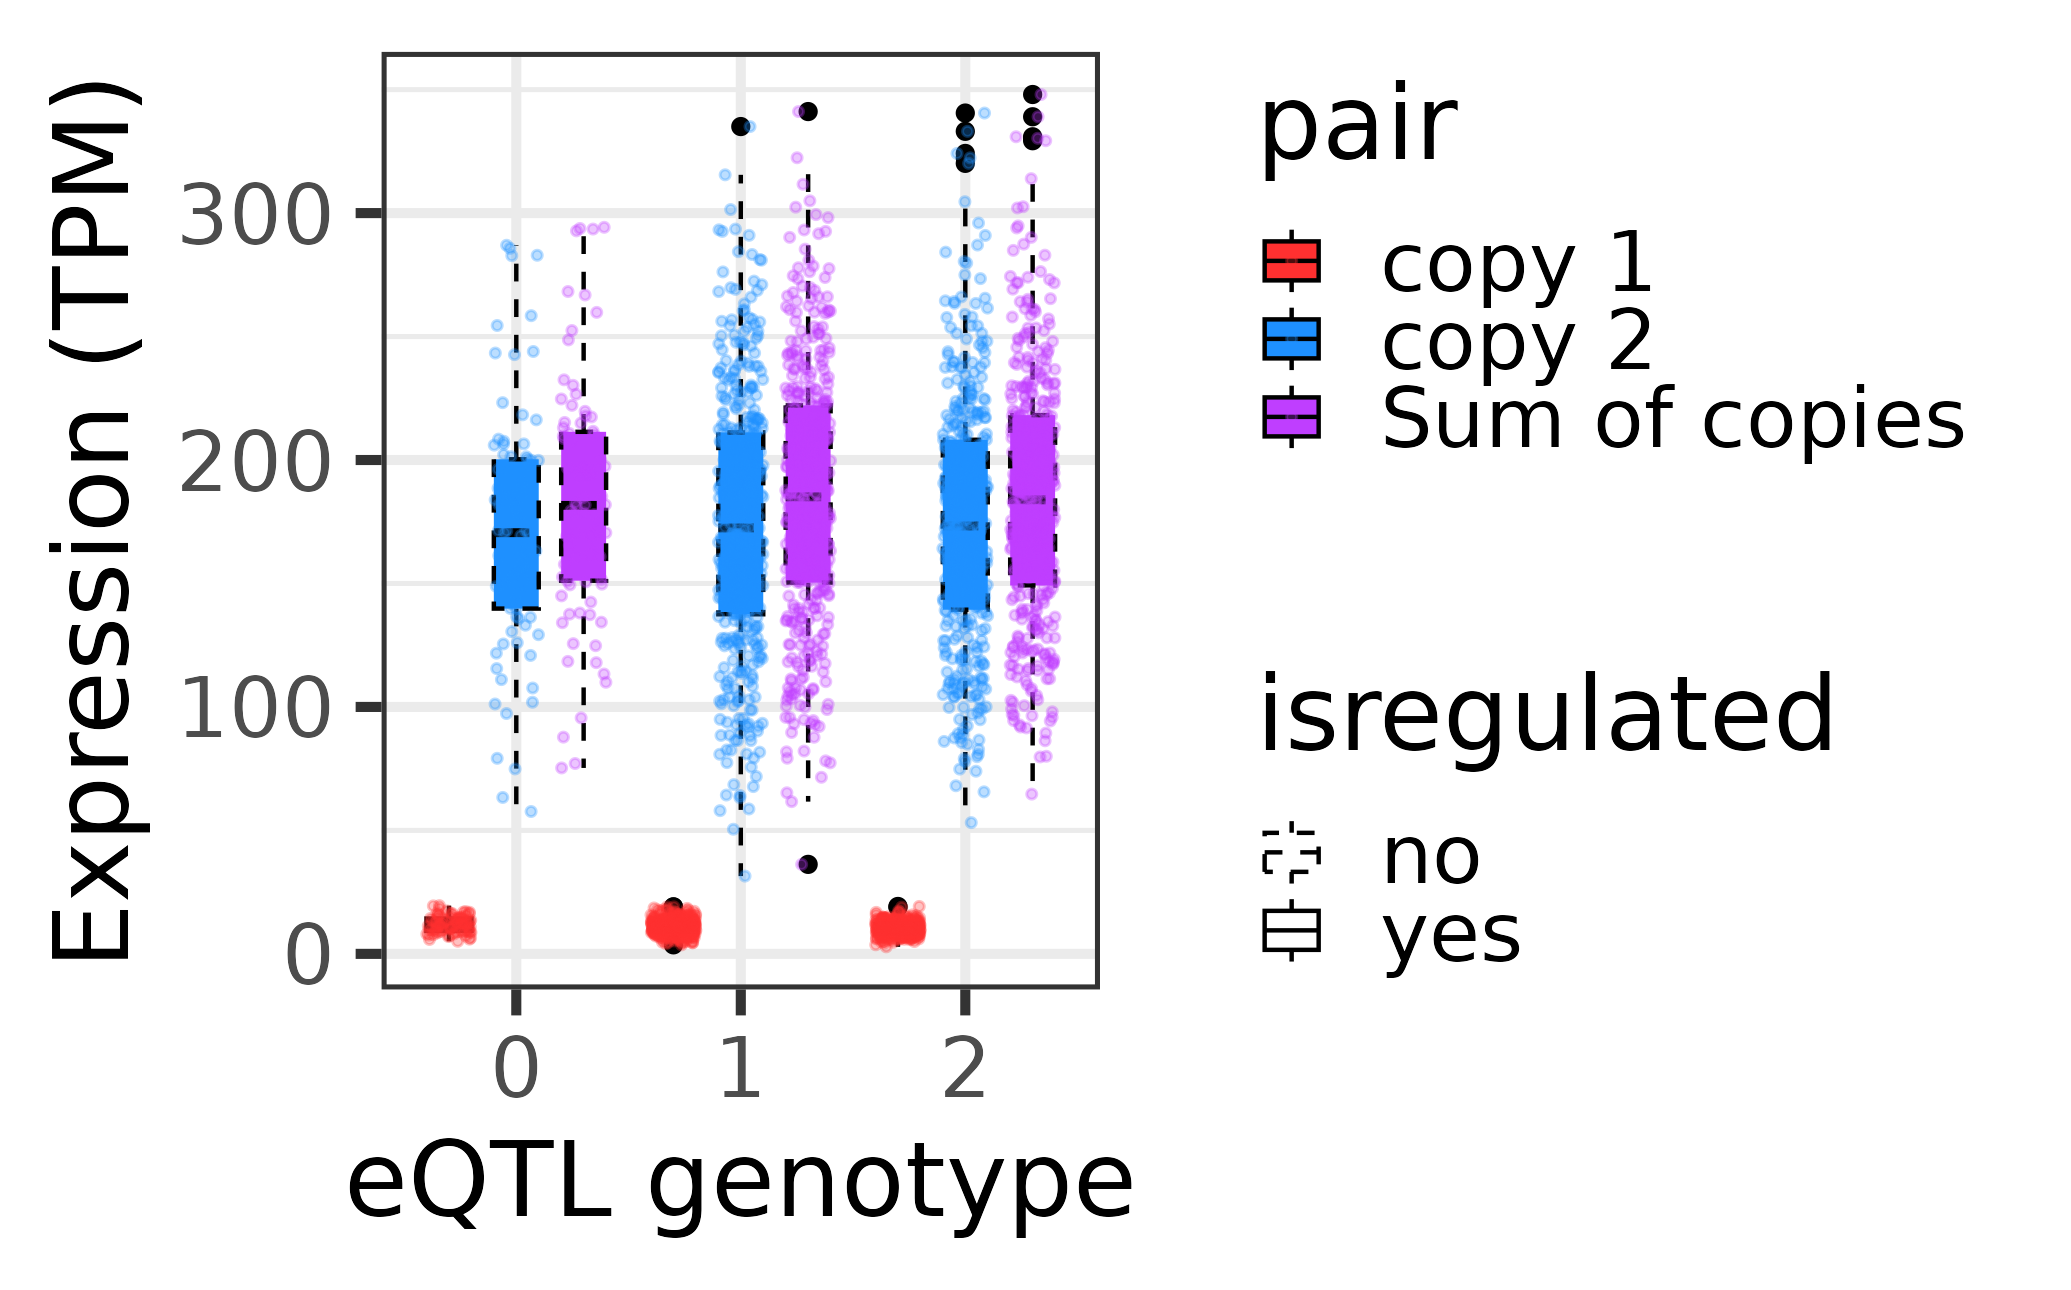 Expression (TPM)
300
200
100
0
0 1 2
eQTL genotype
pair
copy 1
copy 2
Sum of copies
isregulated
no
yes